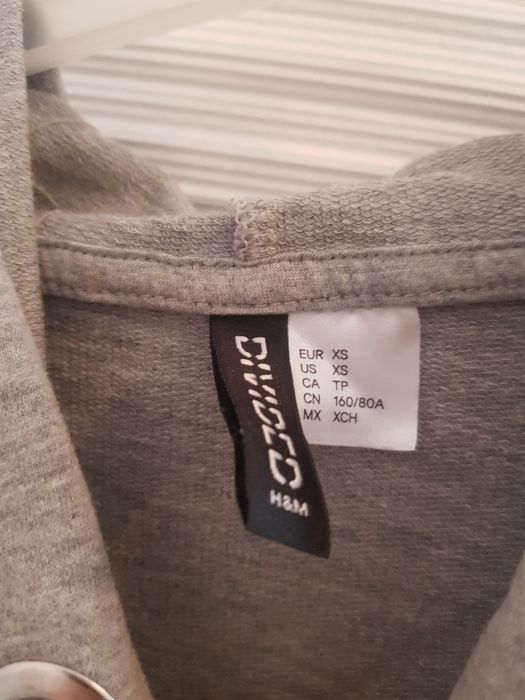 DIVIDED
H&M
EUR XS
US XS
CA TP
CN 160/80A
MX XCH